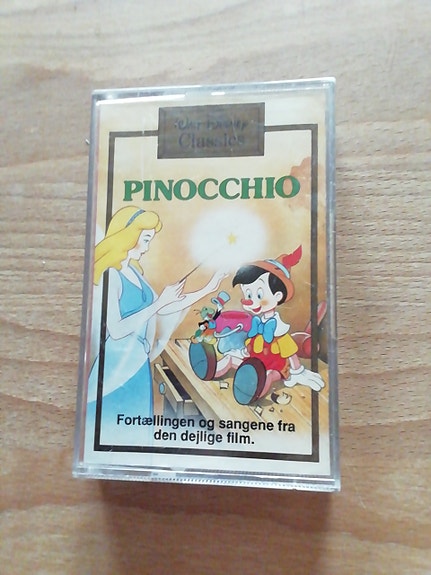 Walt Disney
Classics
PINOCCHIO
Fortællingen og sangene fra
den dejlige film.